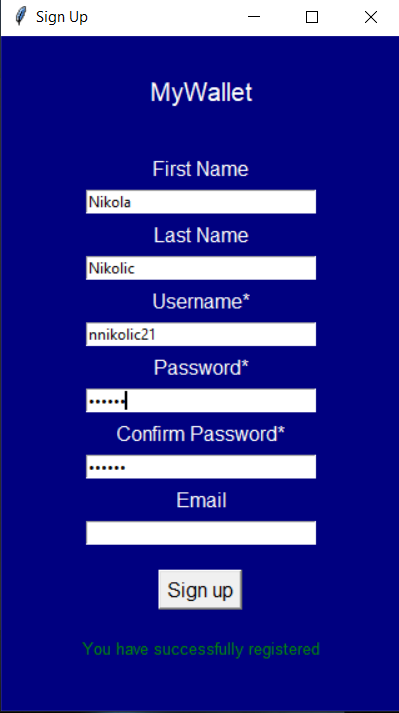 Sign Up
MyWallet
First Name
Nikola
Last Name
Nikolic
Username*
nnikolic21
Password*
••••••
Confirm Password*
••••••
Email
Sign up
You have successfully registered